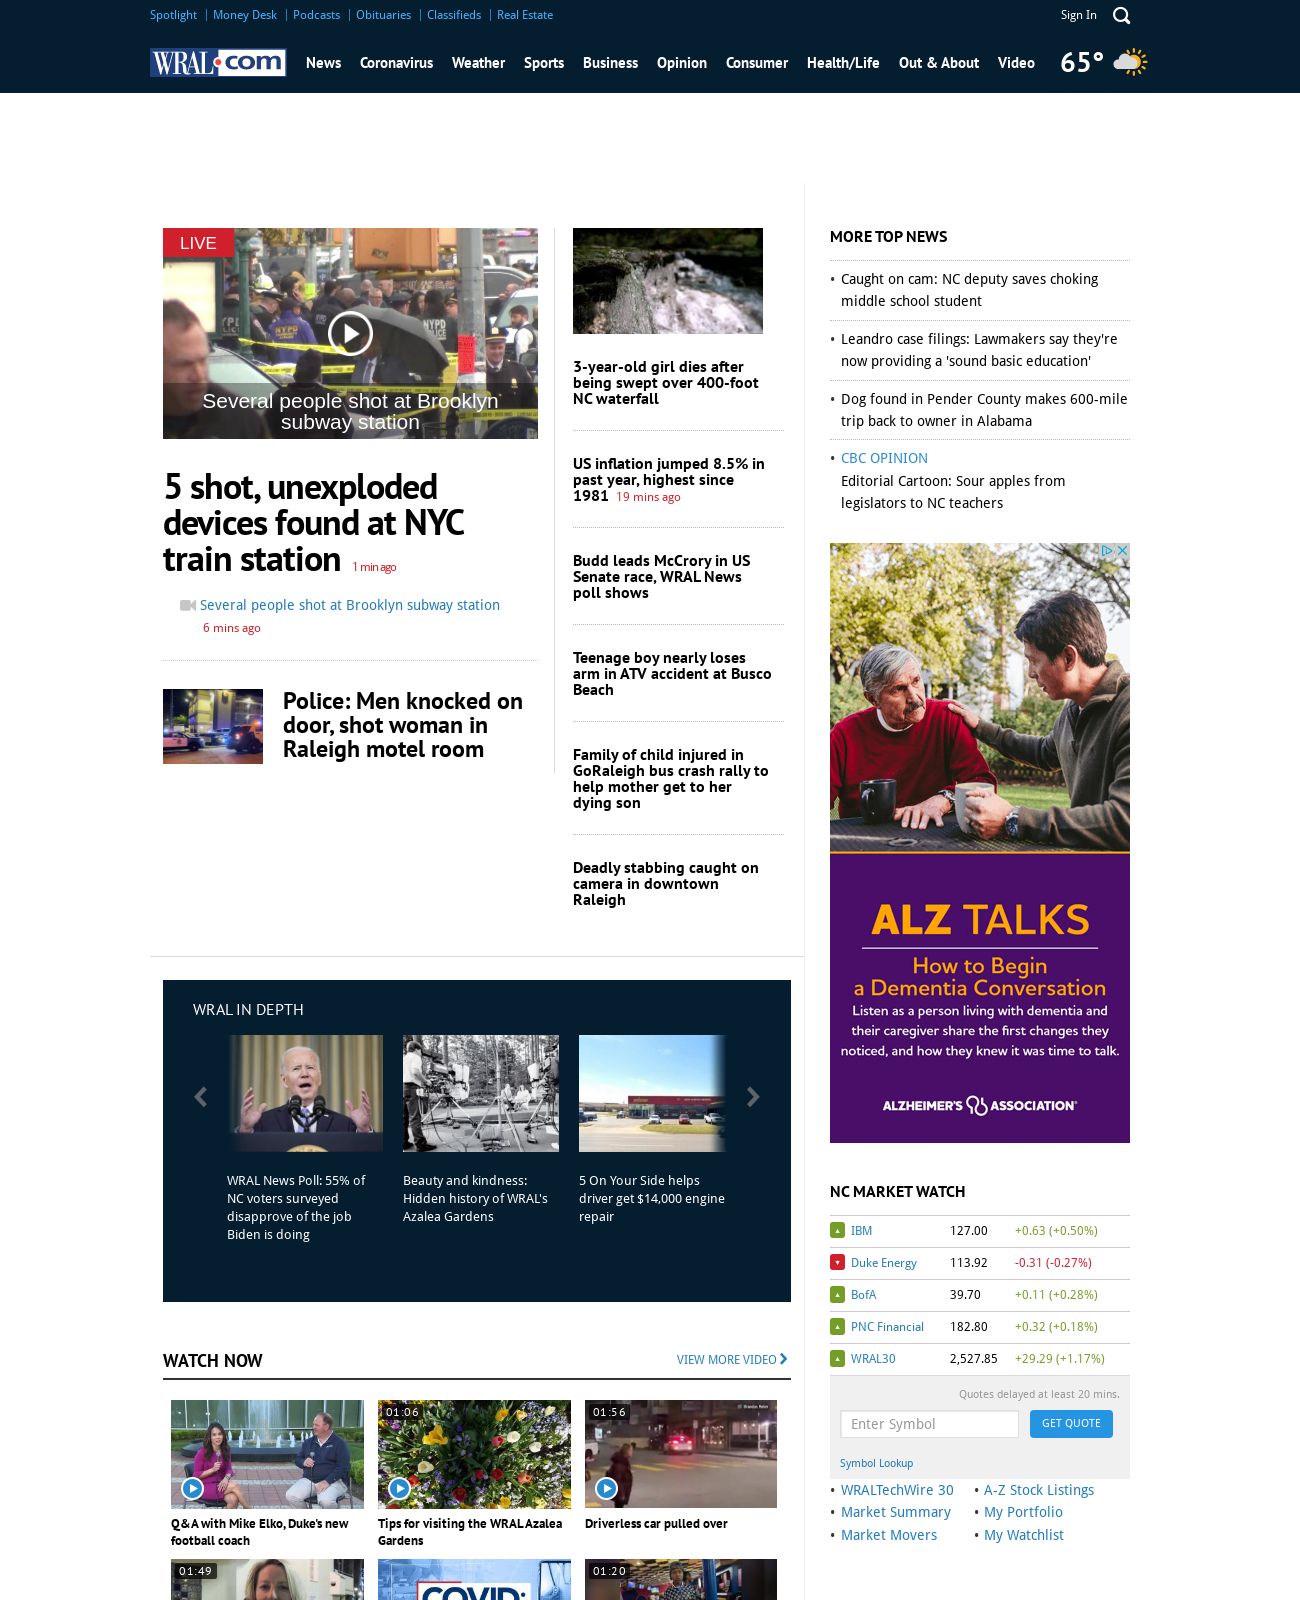 Spotlight
Money Desk
Podcasts
Obituaries
Classifieds
Real Estate
Sign In
WRAL.com
News
Coronavirus
Weather
Sports
Business
Opinion
Consumer
Health/Life
Out & About
Video
65°
LIVE
NYPD
Several people shot at Brooklyn
subway station
5 shot, unexploded
devices found at NYC
train station 1 min ago
Several people shot at Brooklyn subway station
6 mins ago
Police: Men knocked on
door, shot woman in
Raleigh motel room
3-year-old girl dies after
being swept over 400-foot
NC waterfall
US inflation jumped 8.5% in
past year, highest since
1981 19 mins ago
Budd leads McCrory in US
Senate race, WRAL News
poll shows
Teenage boy nearly loses
arm in ATV accident at Busco
Beach
Family of child injured in
GoRaleigh bus crash rally to
help mother get to her
dying son
Deadly stabbing caught on
camera in downtown
Raleigh
MORE TOP NEWS
• Caught on cam: NC deputy saves choking
middle school student
• Leandro case filings: Lawmakers say they're
now providing a 'sound basic education'
• Dog found in Pender County makes 600-mile
trip back to owner in Alabama
• CBC OPINION
Editorial Cartoon: Sour apples from
legislators to NC teachers
ALZ TALKS
How to Begin
a Dementia Conversation
Listen as a person living with dementia and
their caregiver share the first changes they
noticed, and how they knew it was time to talk.
ALZHEIMER'S ASSOCIATION®
WRAL IN DEPTH
WRAL News Poll: 55% of
NC voters surveyed
disapprove of the job
Biden is doing
Beauty and kindness:
Hidden history of WRAL's
Azalea Gardens
5 On Your Side helps
driver get $14,000 engine
repair
NC MARKET WATCH
IBM 127.00 +0.63 (+0.50%)
Duke Energy 113.92 -0.31 (-0.27%)
BofA 39.70 +0.11 (+0.28%)
PNC Financial 182.80 +0.32 (+0.18%)
WRAL30 2,527.85 +29.29 (+1.17%)
Quotes delayed at least 20 mins.
Enter Symbol
GET QUOTE
Symbol Lookup
• WRALTechWire 30
• Market Summary
• Market Movers
• A-Z Stock Listings
• My Portfolio
• My Watchlist
WATCH NOW
VIEW MORE VIDEO
Q&A with Mike Elko, Duke's new
football coach
01:06
Tips for visiting the WRAL Azalea
Gardens
01:56
Driverless car pulled over
01:49
COVID:
01:20